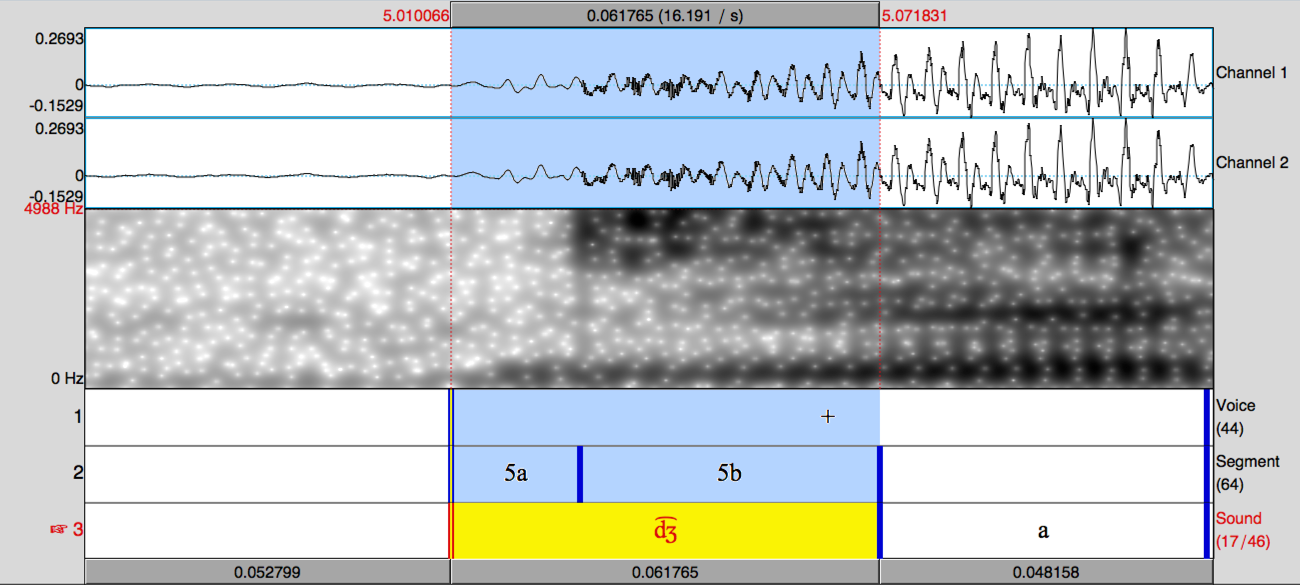 5.010066 0.061765 (16.191 / s) 5.071831
0.2693
0
-0.1529
Channel 1
0.2693
0
-0.1529
Channel 2
4988 Hz
0 Hz
1 + Voice
(44)
2 5a 5b Segment
(64)
☞ 3 d͡ʒ a Sound
(17/46)
0.052799 0.061765 0.048158